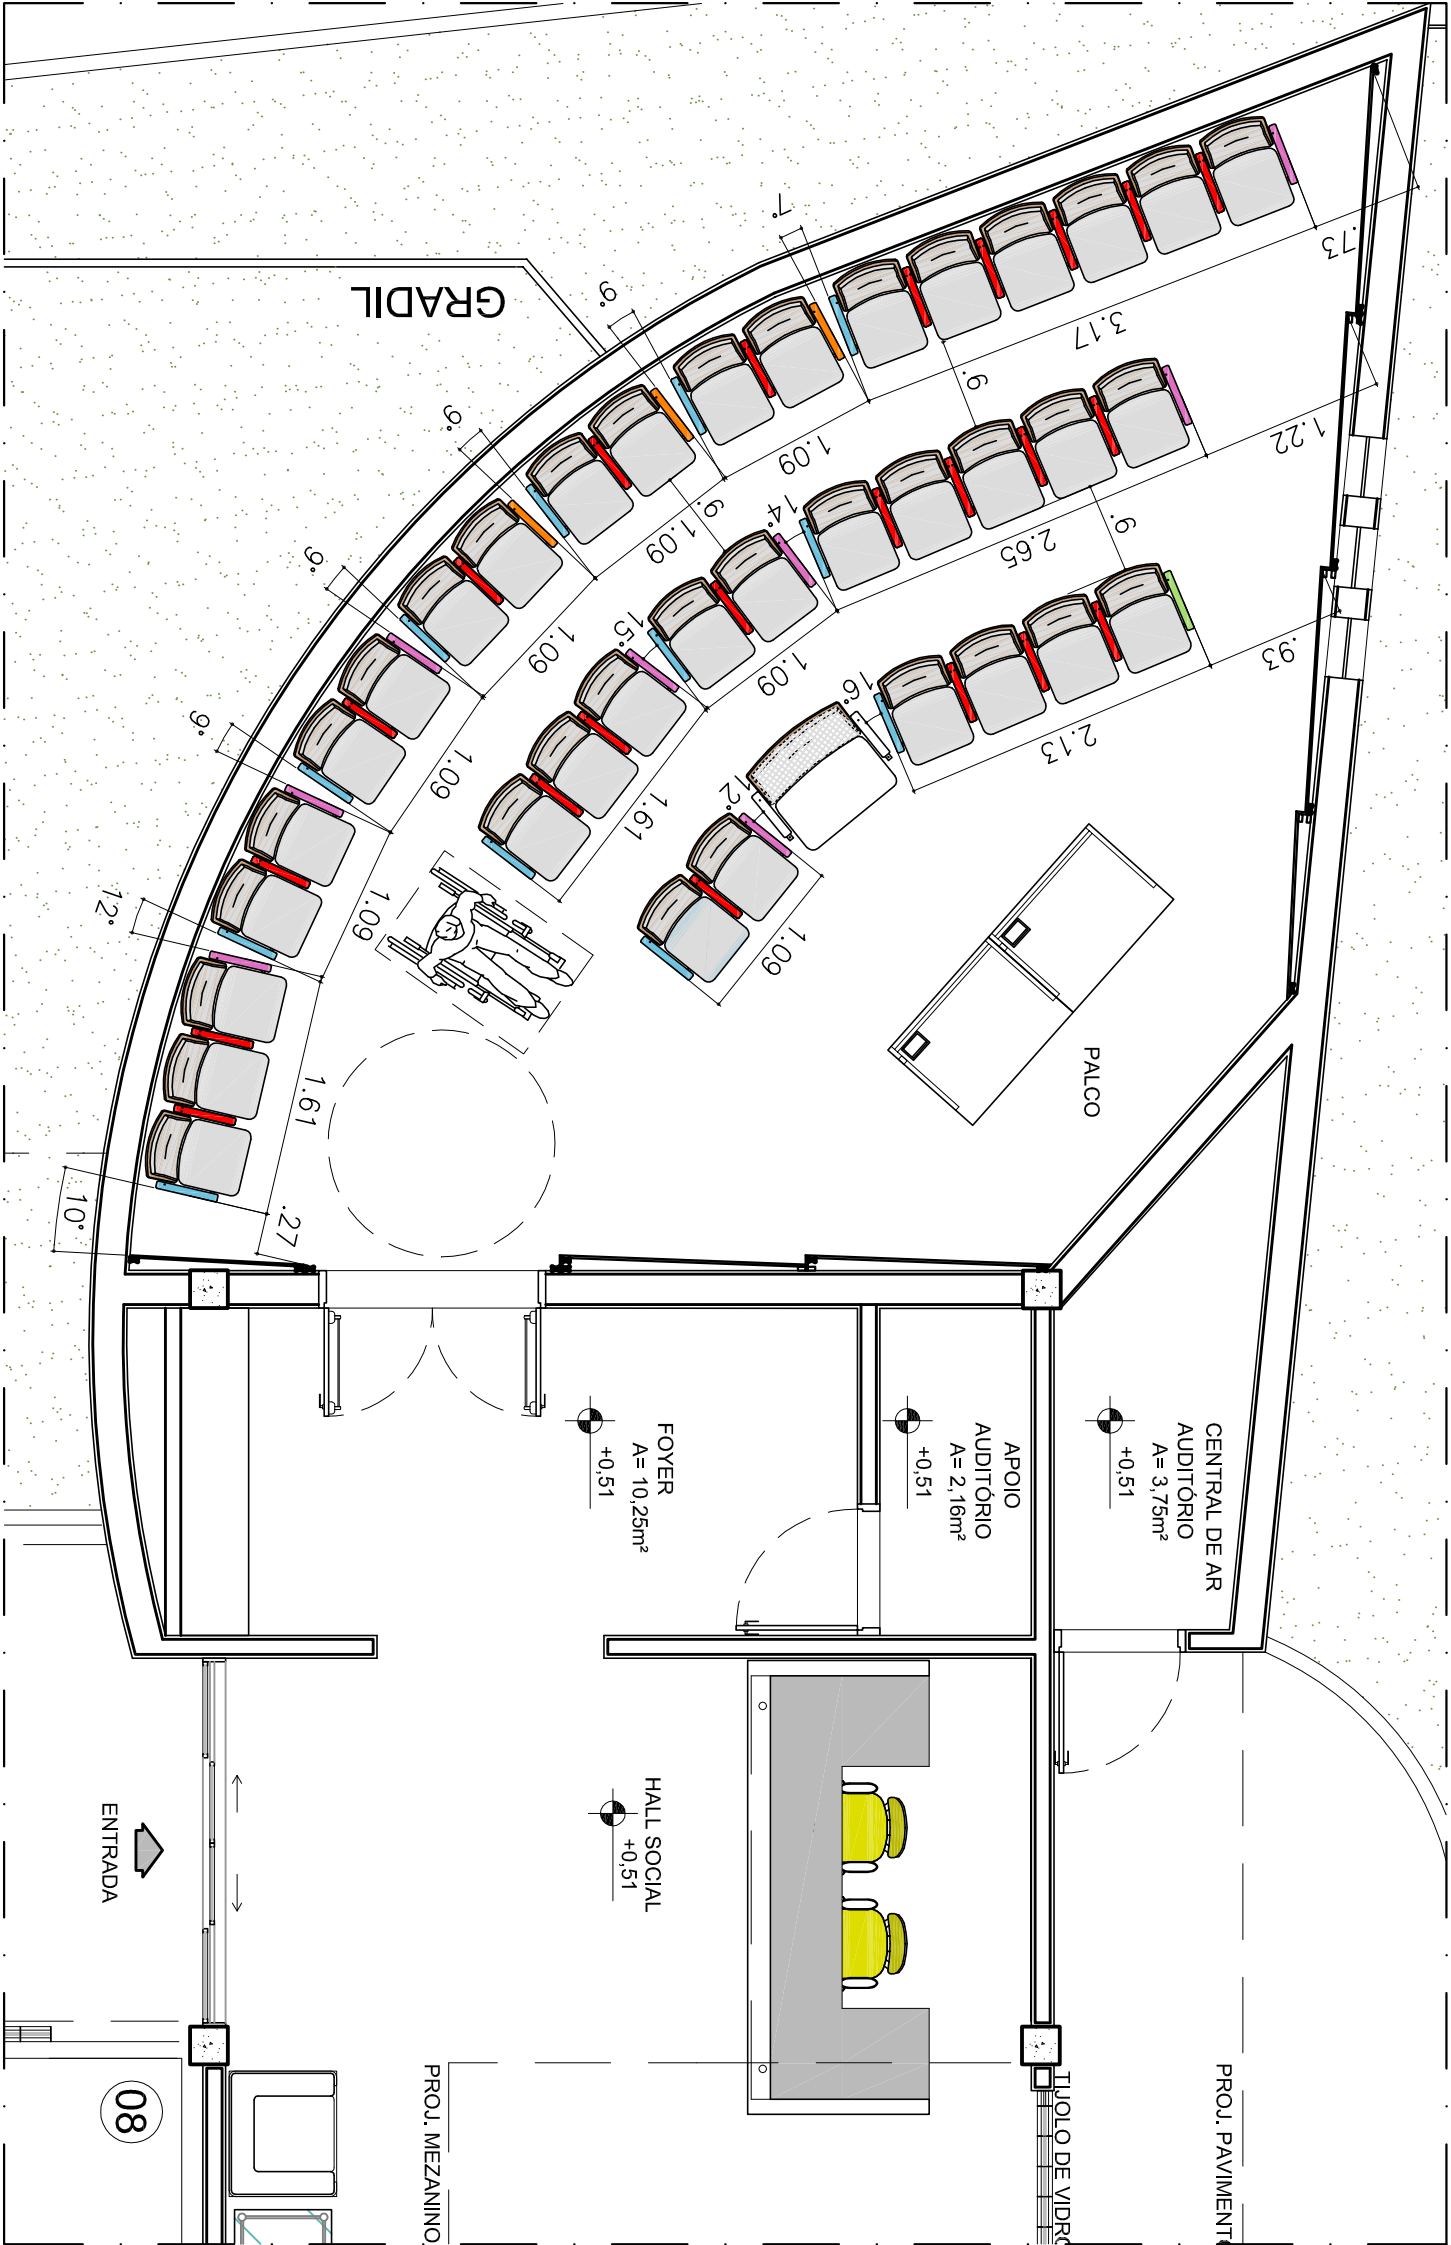 GRADIL
7°
9°
9°
9°
9°
12°
10°
.73
3.17
1.09
1.09
1.09
1.09
1.09
1.61
.27
9.
9.
9.
1.22
2.65
14°
1.09
15°
1.61
.93
2.13
16°
12°
1.09
PALCO
CENTRAL DE AR
AUDITÓRIO
A= 3,75m²
+0,51
APOIO
AUDITÓRIO
A= 2,16m²
+0,51
FOYER
A= 10,25m²
+0,51
HALL SOCIAL
+0,51
ENTRADA
08
PROJ. MEZANINO
TIJOLO DE VIDRO
PROJ. PAVIMENTO